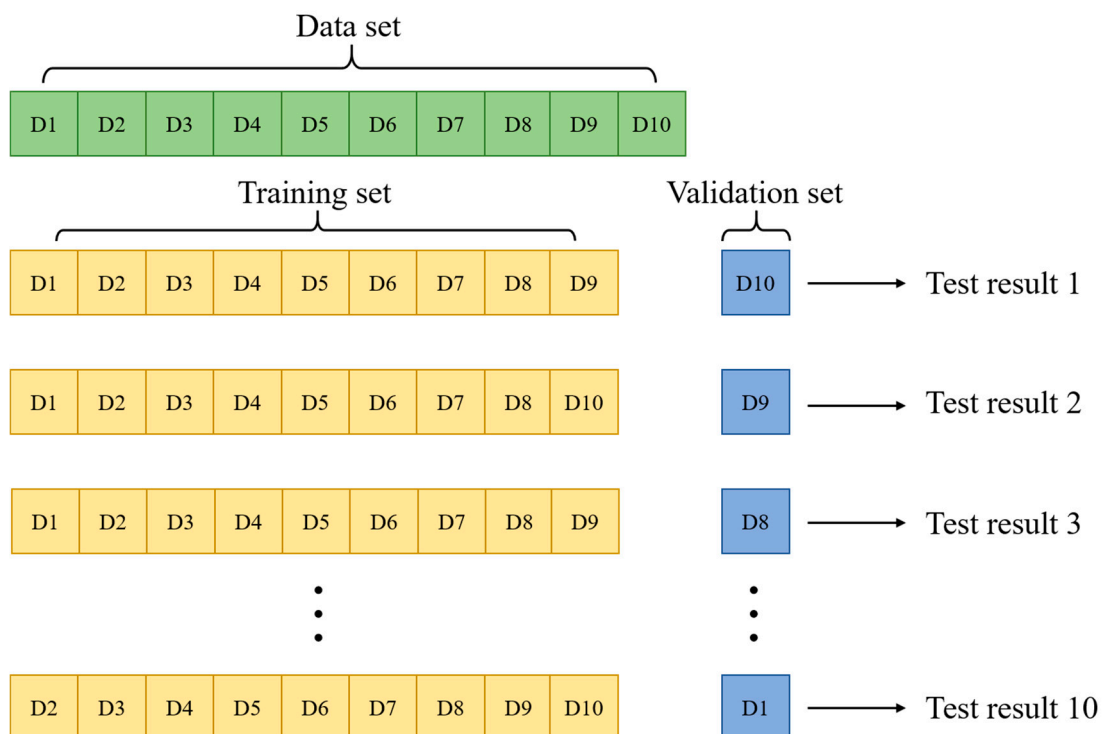 Data set
D1 D2 D3 D4 D5 D6 D7 D8 D9 D10
Training set Validation set
D1 D2 D3 D4 D5 D6 D7 D8 D9 D10 Test result 1
D1 D2 D3 D4 D5 D6 D7 D8 D10 D9 Test result 2
D1 D2 D3 D4 D5 D6 D7 D8 D9 D8 Test result 3
D2 D3 D4 D5 D6 D7 D8 D9 D10 D1 Test result 10